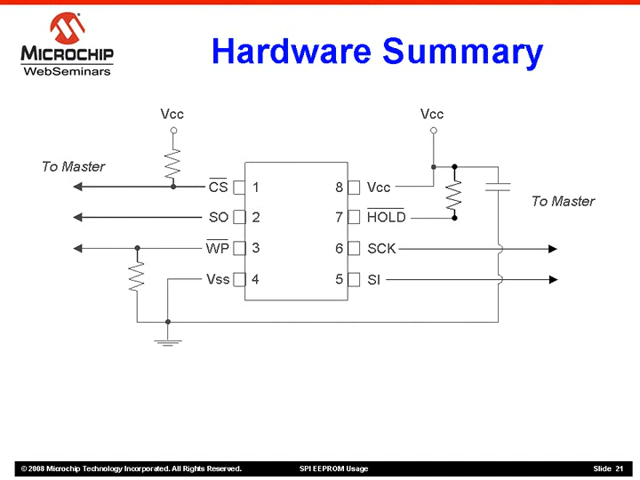 MICROCHIP
WebSeminars
Hardware Summary
Vcc
Vcc
To Master
To Master
CS 1
SO 2
WP 3
Vss 4
8 Vcc
7 HOLD
6 SCK
5 SI
© 2008 Microchip Technology Incorporated. All Rights Reserved. SPI EEPROM Usage Slide 21